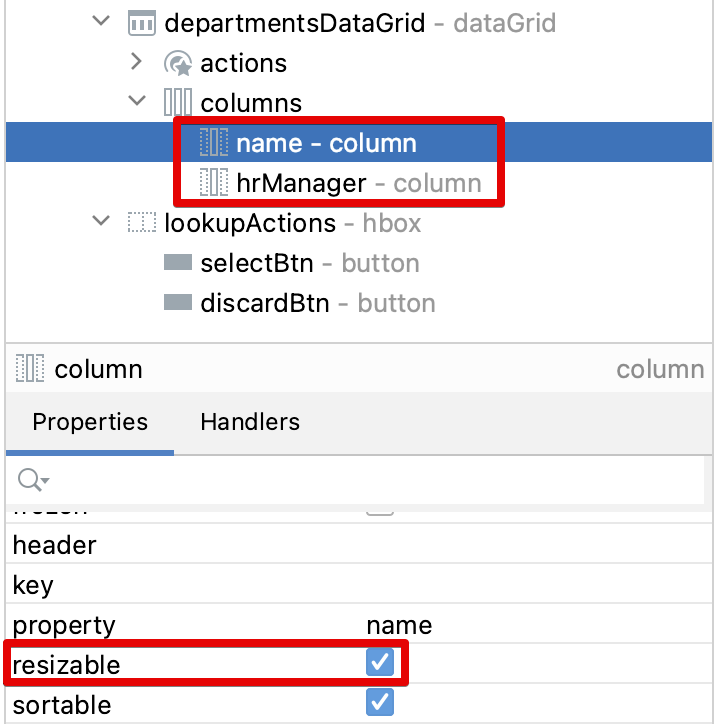 departmentsDataGrid - dataGrid
actions
columns
name - column
hrManager - column
lookupActions - hbox
selectBtn - button
discardBtn - button
column column
Properties Handlers
header
key
property name
resizable
sortable